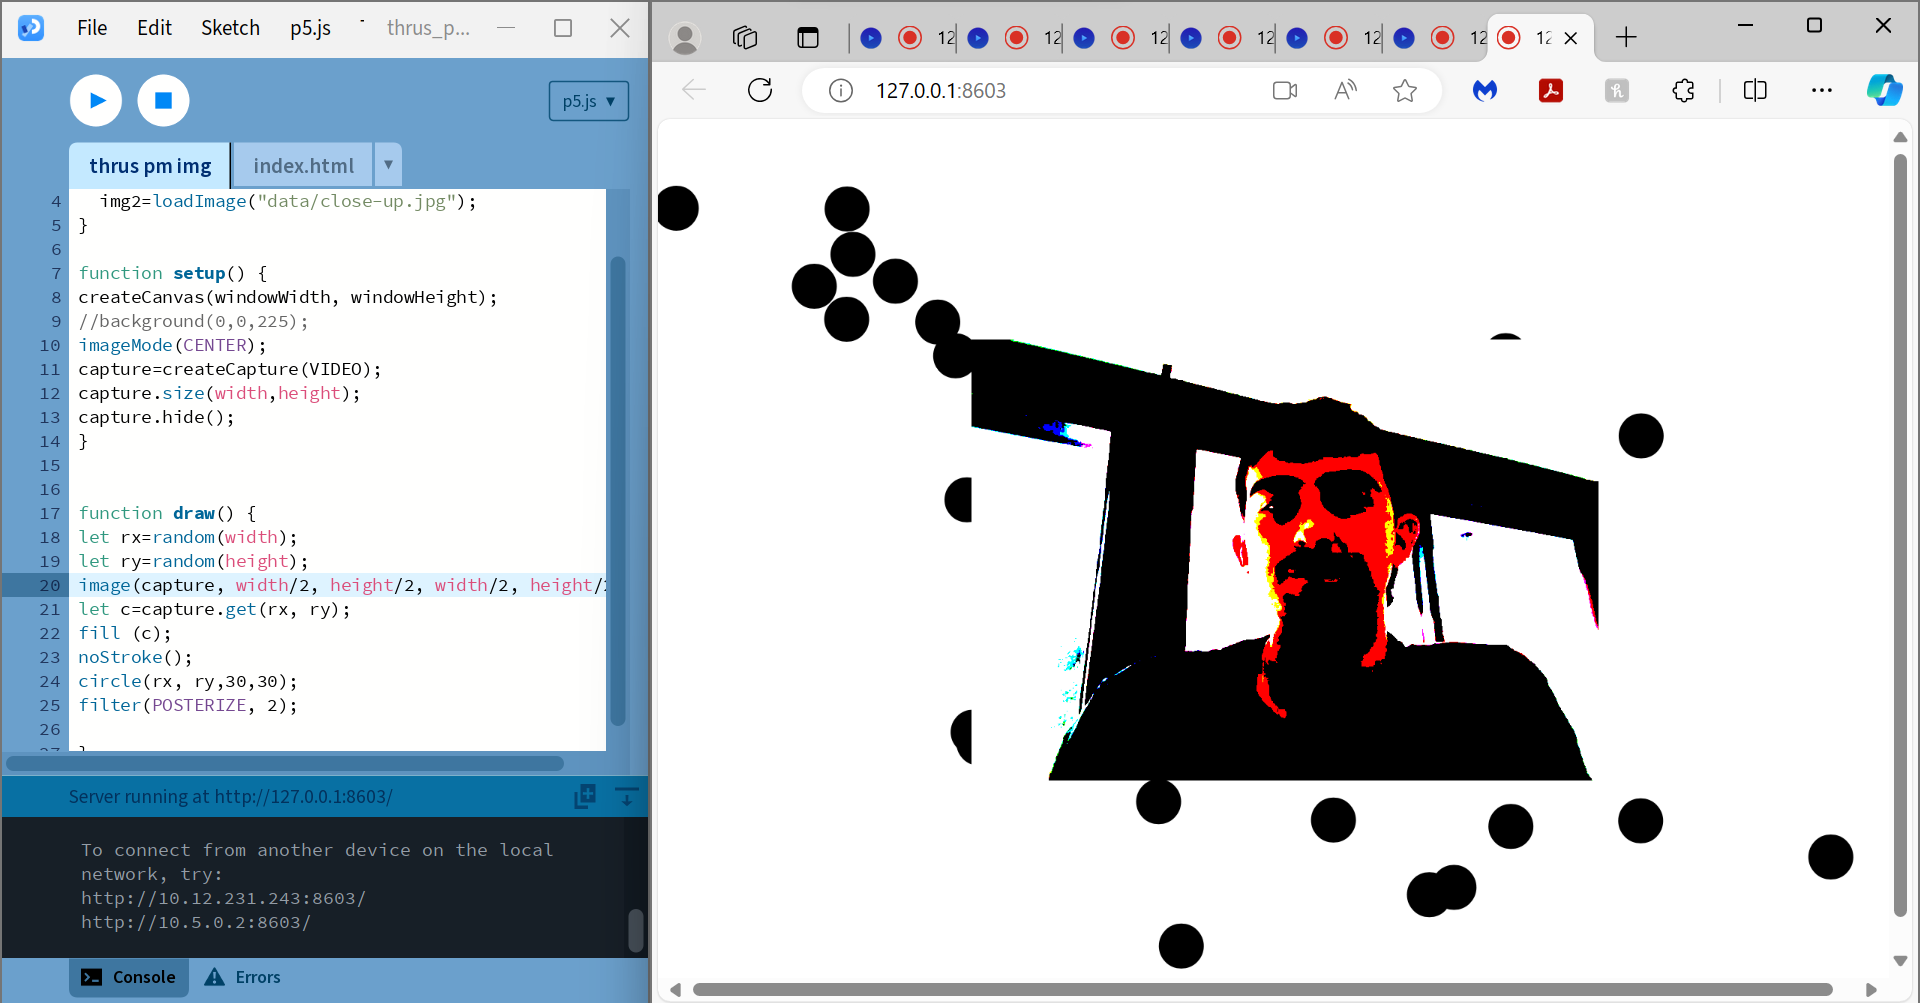 File Edit Sketch p5.js thrus_p...
p5.js ▾
thrus pm img index.html
4 img2=loadImage("data/close-up.jpg");
5 }
6
7 function setup() {
8 createCanvas(windowWidth, windowHeight);
9 //background(0,0,225);
10 imageMode(CENTER);
11 capture=createCapture(VIDEO);
12 capture.size(width,height);
13 capture.hide();
14 }
15
16
17 function draw() {
18 let rx=random(width);
19 let ry=random(height);
20 image(capture, width/2, height/2, width/2, height/
21 let c=capture.get(rx, ry);
22 fill (c);
23 noStroke();
24 circle(rx, ry,30,30);
25 filter(POSTERIZE, 2);
26
27 }
Server running at http://127.0.0.1:8603/
To connect from another device on the local
network, try:
http://10.12.231.243:8603/
http://10.5.0.2:8603/
Console Errors
12 12 12 12 12 12 12
127.0.0.1:8603